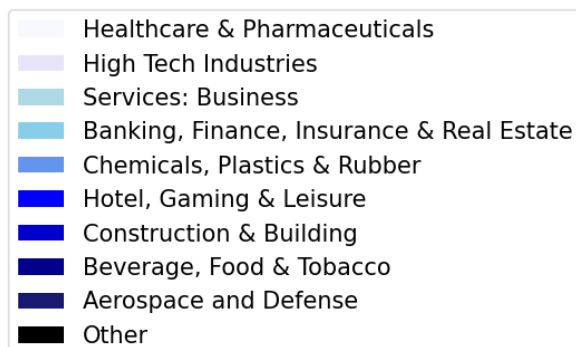 Healthcare & Pharmaceuticals
High Tech Industries
Services: Business
Banking, Finance, Insurance & Real Estate
Chemicals, Plastics & Rubber
Hotel, Gaming & Leisure
Construction & Building
Beverage, Food & Tobacco
Aerospace and Defense
Other